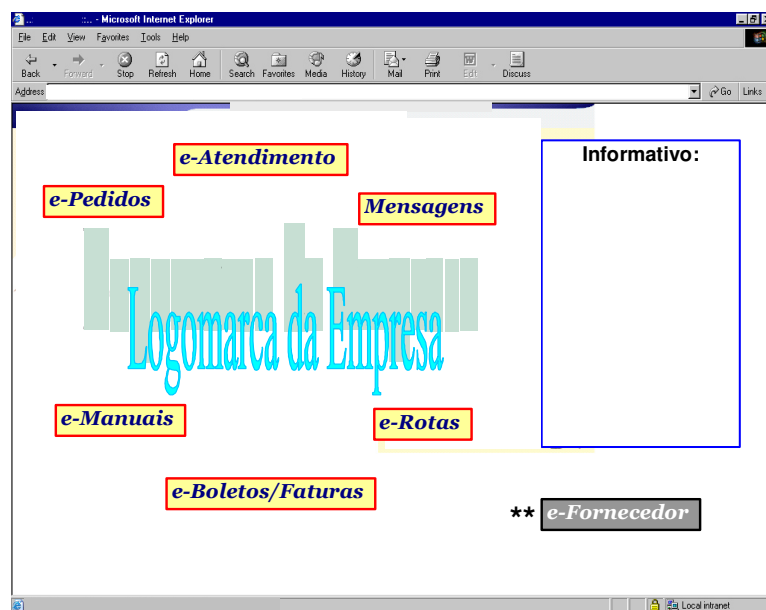 ..: ::.. - Microsoft Internet Explorer
File Edit View Favorites Tools Help
Back Forward Stop Refresh Home Search Favorites Media History Mail Print Edit Discuss
Address Go Links
e-Atendimento
Informativo:
e-Pedidos
Mensagens
Logomarca da Empresa
e-Manuais
e-Rotas
e-Boletos/Faturas
** e-Fornecedor
Local intranet